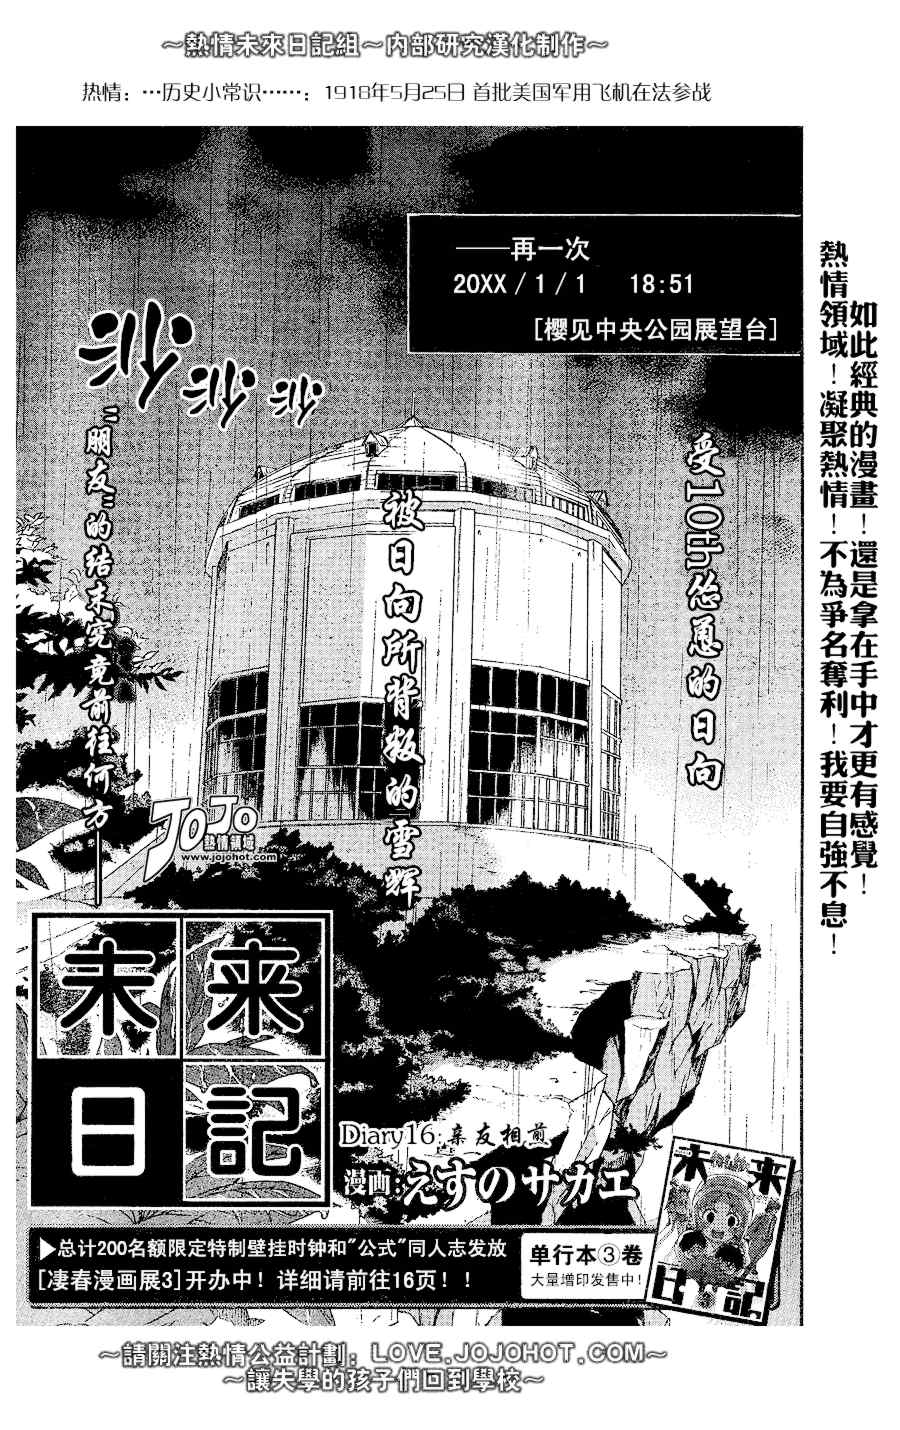 ～熱情未來日記組～內部研究漢化制作～
热情：…历史小常识……：1918年5月25日 首批美国军用飞机在法参战
——再一次
20XX / 1 / 1 18:51
[樱见中央公园展望台]
如此經典的漫畫！還是拿在手中才更有感覺！
熱情領域！凝聚熱情！不為爭名奪利！我要自強不息！
受10th怂恿的日向
被日向所背叛的雪辉
"朋友"的结末究竟前往何方——
JOJO
熱情領域
www.jojohot.com
未来
日記
Diary16：亲友相煎
漫画：えすのサカエ
▶总计200名额限定特制壁挂时钟和"公式"同人志发放
[凄春漫画展3]开办中！详细请前往16页！！
单行本③卷
大量增印发售中！
未来
日記
～請關注熱情公益計劃：LOVE.JOJOHOT.COM～
～讓失學的孩子們回到學校～